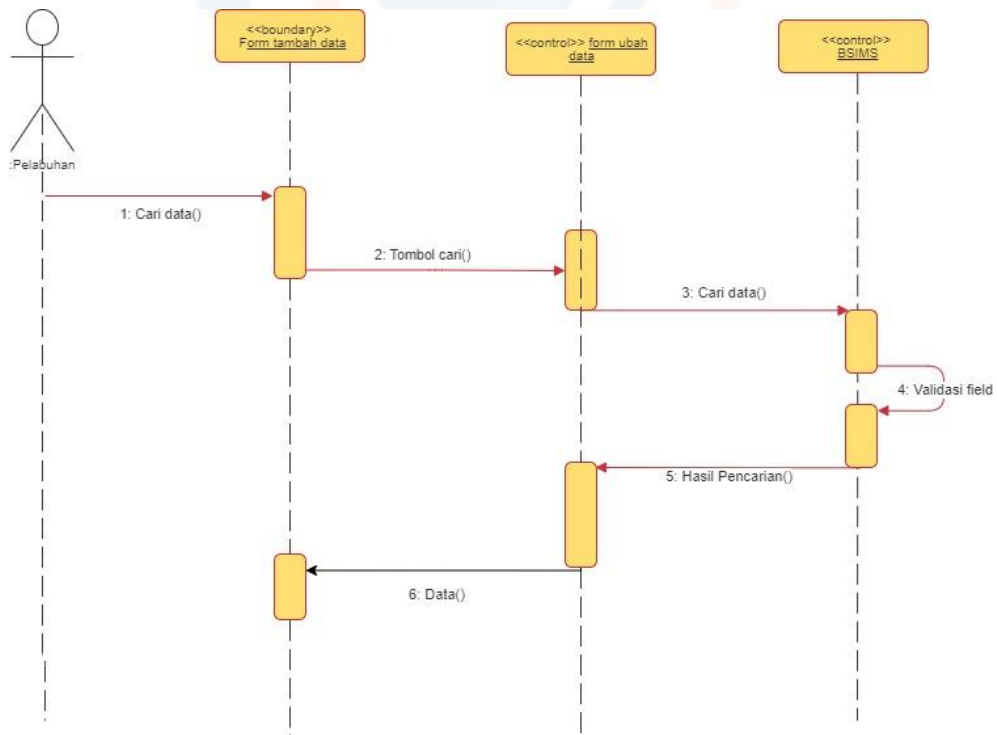 <<boundary>>
Form tambah data
<<control>> form ubah
data
<<control>>
BSIMS
:Pelabuhan
1: Cari data()
2: Tombol cari()
3: Cari data()
4: Validasi field
5: Hasil Pencarian()
6: Data()